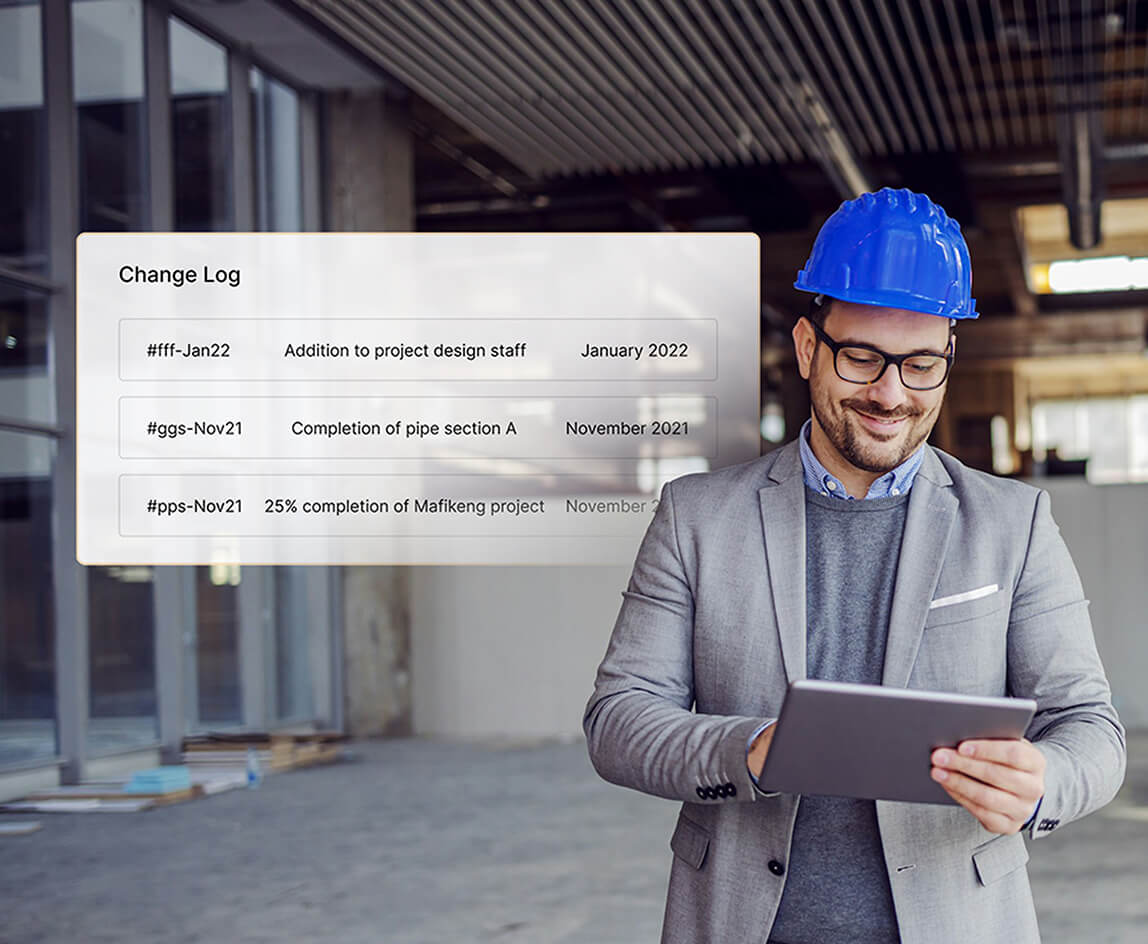 Change Log
#fff-Jan22 Addition to project design staff January 2022
#ggs-Nov21 Completion of pipe section A November 2021
#pps-Nov21 25% completion of Mafikeng project November